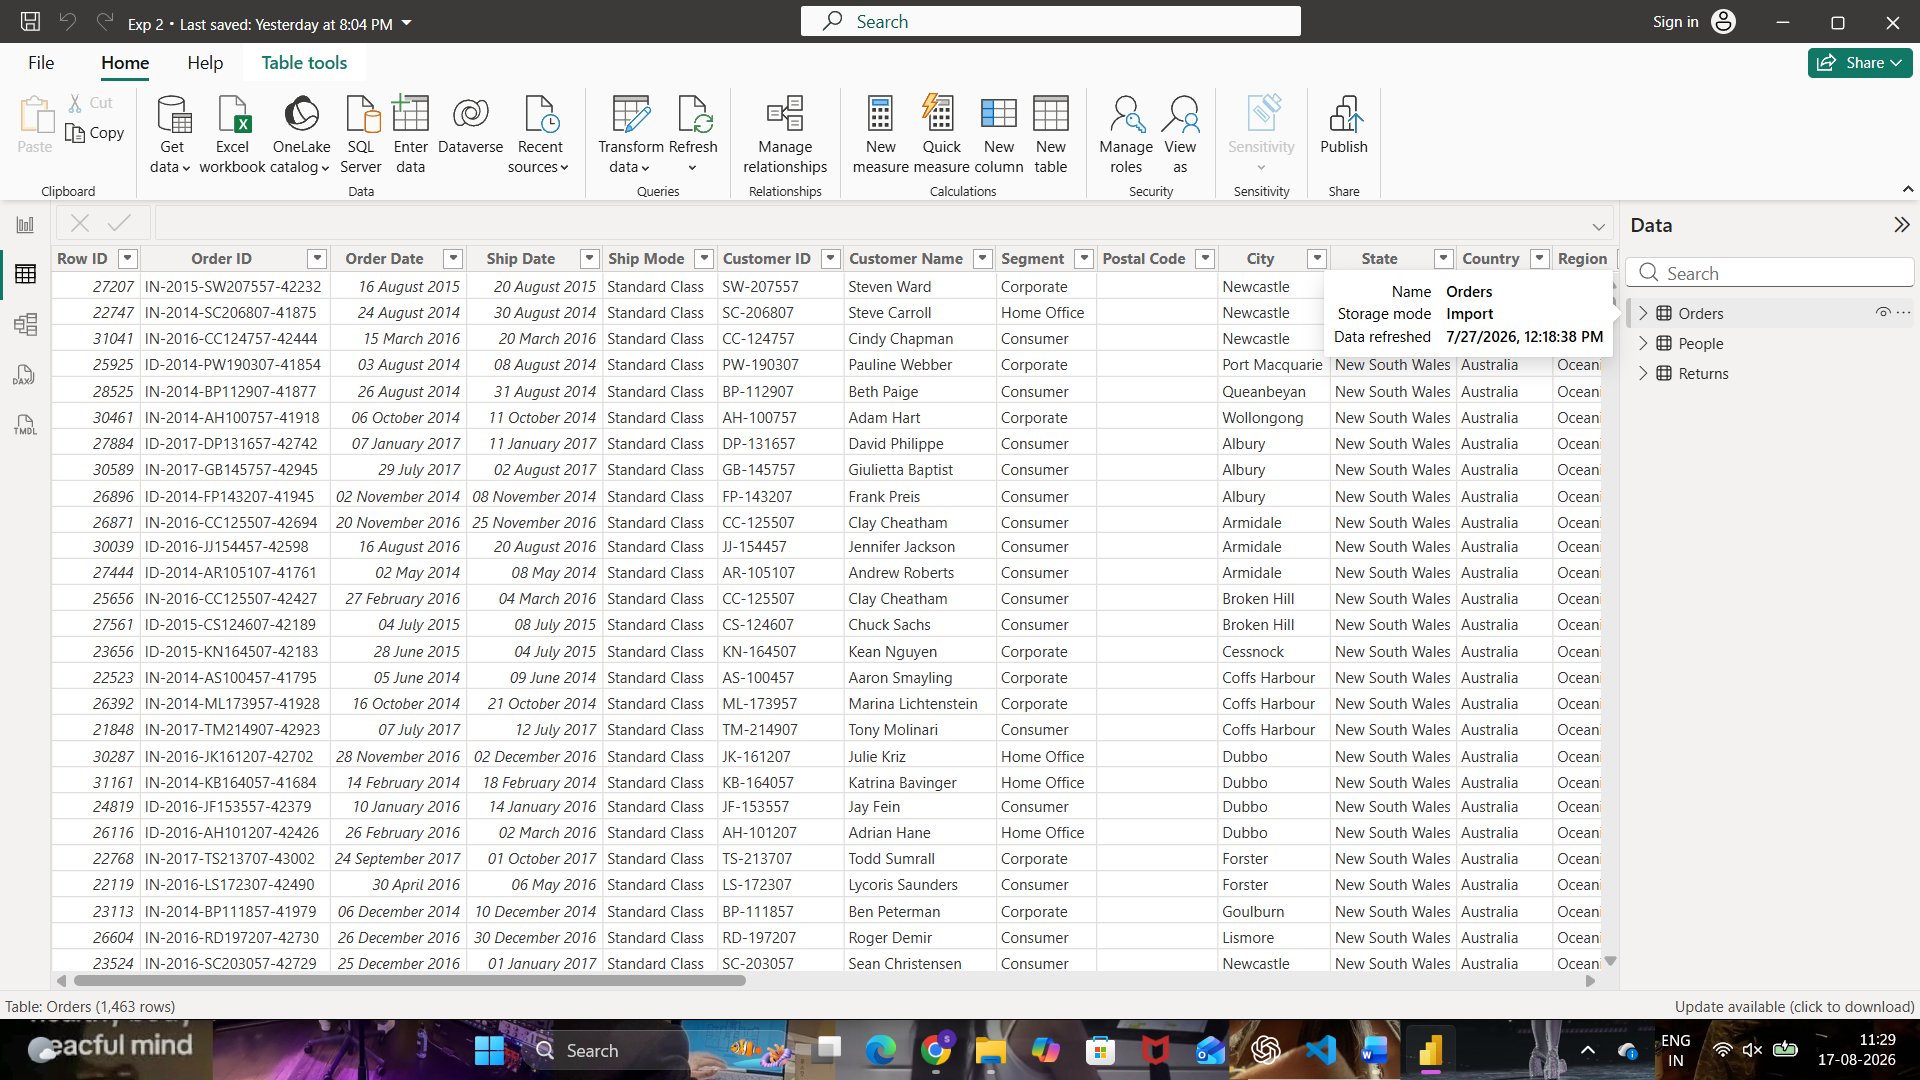 Exp 2 • Last saved: Yesterday at 8:04 PM
Search
Sign in
File Home Help Table tools
Share
Paste Cut Copy
Get data Excel workbook OneLake catalog SQL Server Enter data Dataverse Recent sources
Transform data Refresh
Manage relationships
New measure Quick measure New column New table
Manage roles View as
Sensitivity
Publish
Clipboard Data Queries Relationships Calculations Security Sensitivity Share
Data
Search
Orders
People
Returns
Name Orders
Storage mode Import
Data refreshed 7/27/2026, 12:18:38 PM
Row ID Order ID Order Date Ship Date Ship Mode Customer ID Customer Name Segment Postal Code City State Country Region
27207 IN-2015-SW207557-42232 16 August 2015 20 August 2015 Standard Class SW-207557 Steven Ward Corporate Newcastle
22747 IN-2014-SC206807-41875 24 August 2014 30 August 2014 Standard Class SC-206807 Steve Carroll Home Office Newcastle
31041 IN-2016-CC124757-42444 15 March 2016 20 March 2016 Standard Class CC-124757 Cindy Chapman Consumer Newcastle
25925 ID-2014-PW190307-41854 03 August 2014 08 August 2014 Standard Class PW-190307 Pauline Webber Corporate Port Macquarie New South Wales Australia Oceani
28525 IN-2014-BP112907-41877 26 August 2014 31 August 2014 Standard Class BP-112907 Beth Paige Consumer Queanbeyan New South Wales Australia Oceani
30461 IN-2014-AH100757-41918 06 October 2014 11 October 2014 Standard Class AH-100757 Adam Hart Corporate Wollongong New South Wales Australia Oceani
27884 ID-2017-DP131657-42742 07 January 2017 11 January 2017 Standard Class DP-131657 David Philippe Consumer Albury New South Wales Australia Oceani
30589 IN-2017-GB145757-42945 29 July 2017 02 August 2017 Standard Class GB-145757 Giulietta Baptist Consumer Albury New South Wales Australia Oceani
26896 ID-2014-FP143207-41945 02 November 2014 08 November 2014 Standard Class FP-143207 Frank Preis Consumer Albury New South Wales Australia Oceani
26871 IN-2016-CC125507-42694 20 November 2016 25 November 2016 Standard Class CC-125507 Clay Cheatham Consumer Armidale New South Wales Australia Oceani
30039 ID-2016-JJ154457-42598 16 August 2016 20 August 2016 Standard Class JJ-154457 Jennifer Jackson Consumer Armidale New South Wales Australia Oceani
27444 ID-2014-AR105107-41761 02 May 2014 08 May 2014 Standard Class AR-105107 Andrew Roberts Consumer Armidale New South Wales Australia Oceani
25656 IN-2016-CC125507-42427 27 February 2016 04 March 2016 Standard Class CC-125507 Clay Cheatham Consumer Broken Hill New South Wales Australia Oceani
27561 ID-2015-CS124607-42189 04 July 2015 08 July 2015 Standard Class CS-124607 Chuck Sachs Consumer Broken Hill New South Wales Australia Oceani
23656 ID-2015-KN164507-42183 28 June 2015 04 July 2015 Standard Class KN-164507 Kean Nguyen Corporate Cessnock New South Wales Australia Oceani
22523 IN-2014-AS100457-41795 05 June 2014 09 June 2014 Standard Class AS-100457 Aaron Smayling Corporate Coffs Harbour New South Wales Australia Oceani
26392 IN-2014-ML173957-41928 16 October 2014 21 October 2014 Standard Class ML-173957 Marina Lichtenstein Corporate Coffs Harbour New South Wales Australia Oceani
21848 IN-2017-TM214907-42923 07 July 2017 12 July 2017 Standard Class TM-214907 Tony Molinari Consumer Coffs Harbour New South Wales Australia Oceani
30287 IN-2016-JK161207-42702 28 November 2016 02 December 2016 Standard Class JK-161207 Julie Kriz Home Office Dubbo New South Wales Australia Oceani
31161 IN-2014-KB164057-41684 14 February 2014 18 February 2014 Standard Class KB-164057 Katrina Bavinger Home Office Dubbo New South Wales Australia Oceani
24819 ID-2016-JF153557-42379 10 January 2016 14 January 2016 Standard Class JF-153557 Jay Fein Consumer Dubbo New South Wales Australia Oceani
26116 ID-2016-AH101207-42426 26 February 2016 02 March 2016 Standard Class AH-101207 Adrian Hane Home Office Dubbo New South Wales Australia Oceani
22768 IN-2017-TS213707-43002 24 September 2017 01 October 2017 Standard Class TS-213707 Todd Sumrall Corporate Forster New South Wales Australia Oceani
22119 IN-2016-LS172307-42490 30 April 2016 06 May 2016 Standard Class LS-172307 Lycoris Saunders Consumer Forster New South Wales Australia Oceani
23113 IN-2014-BP111857-41979 06 December 2014 10 December 2014 Standard Class BP-111857 Ben Peterman Corporate Goulburn New South Wales Australia Oceani
26604 IN-2016-RD197207-42730 26 December 2016 30 December 2016 Standard Class RD-197207 Roger Demir Consumer Lismore New South Wales Australia Oceani
23524 IN-2016-SC203057-42729 25 December 2016 01 January 2017 Standard Class SC-203057 Sean Christensen Consumer Newcastle New South Wales Australia Oceani
DAX
TMDL
Table: Orders (1,463 rows)
Update available (click to download)
eacful mind
Search
ENG
IN
11:29
17-08-2026